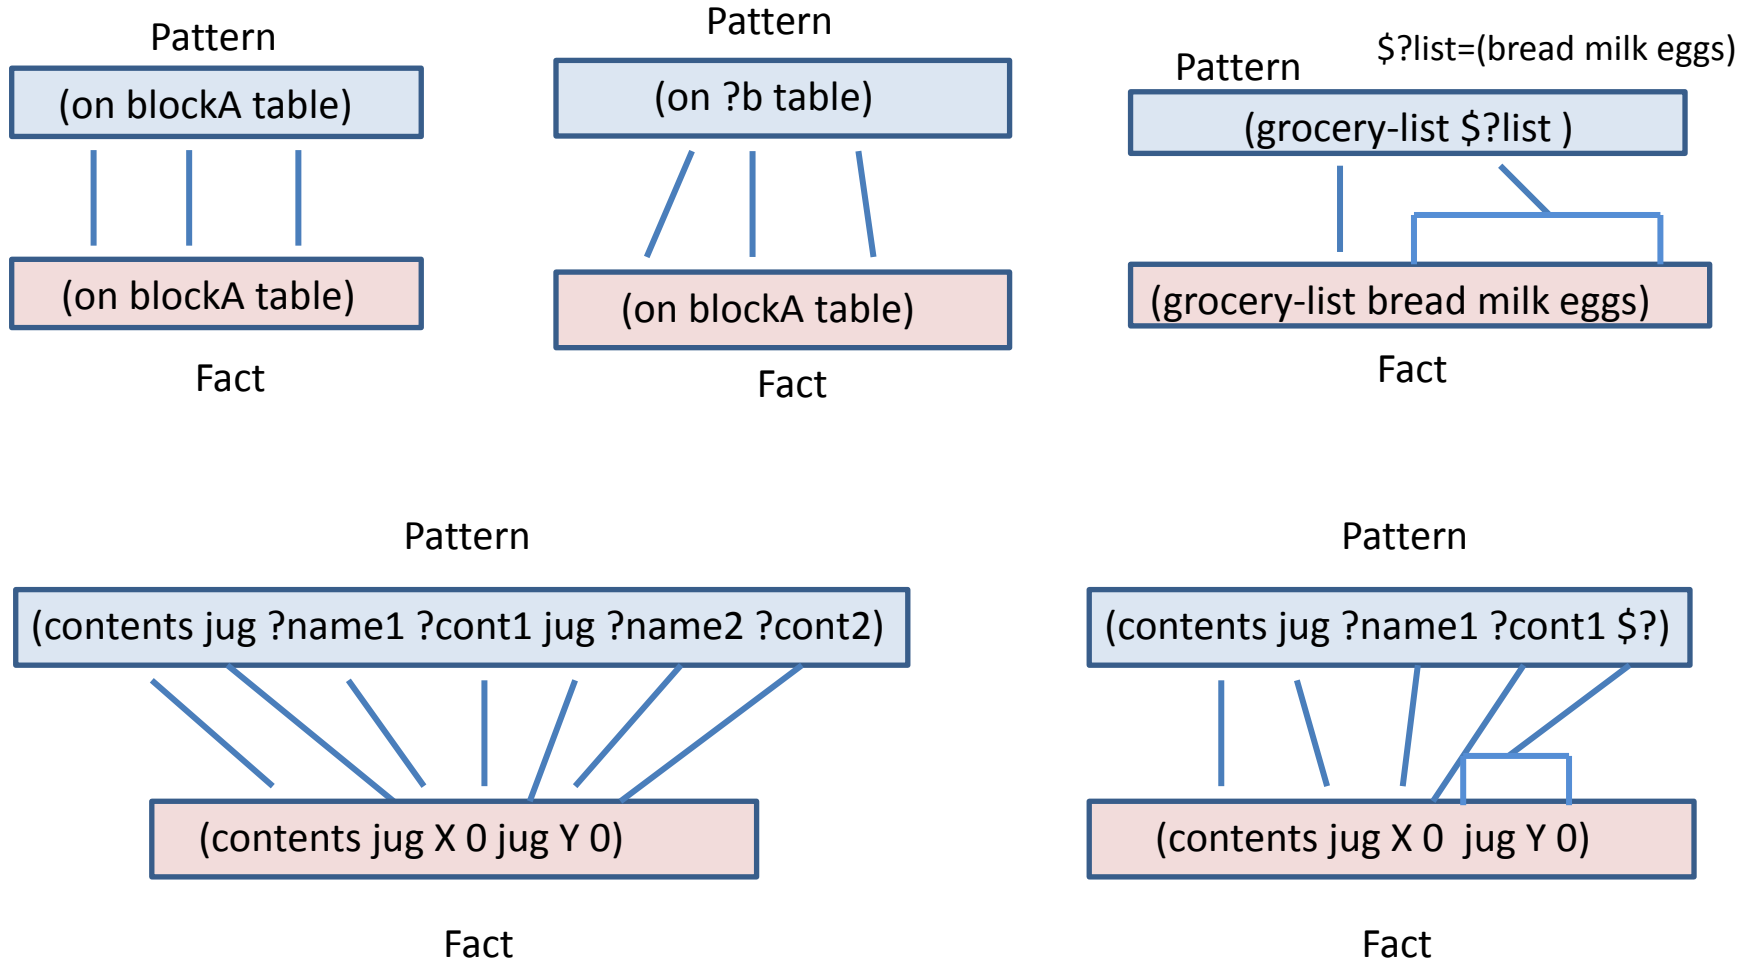 Pattern
(on blockA table)
(on blockA table)
Fact
Pattern
(on ?b table)
(on blockA table)
Fact
$?list=(bread milk eggs)
Pattern
(grocery-list $?list )
(grocery-list bread milk eggs)
Fact
Pattern
(contents jug ?name1 ?cont1 jug ?name2 ?cont2)
(contents jug X 0 jug Y 0)
Fact
Pattern
(contents jug ?name1 ?cont1 $?)
(contents jug X 0  jug Y 0)
Fact